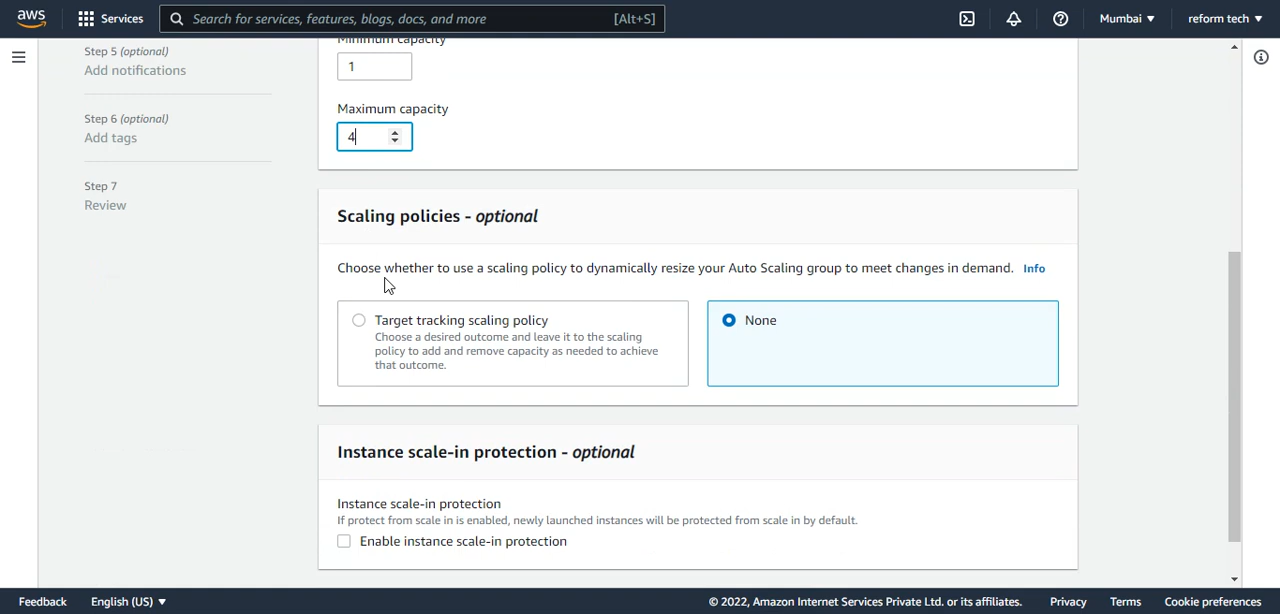 aws
Services
Search for services, features, blogs, docs, and more
[Alt+S]
Mumbai
reform tech
Step 5 (optional)
Add notifications
Step 6 (optional)
Add tags
Step 7
Review
Minimum capacity
1
Maximum capacity
4
Scaling policies - optional
Choose whether to use a scaling policy to dynamically resize your Auto Scaling group to meet changes in demand. Info
Target tracking scaling policy
Choose a desired outcome and leave it to the scaling
policy to add and remove capacity as needed to achieve
that outcome.
None
Instance scale-in protection - optional
Instance scale-in protection
If protect from scale in is enabled, newly launched instances will be protected from scale in by default.
Enable instance scale-in protection
Feedback
English (US)
© 2022, Amazon Internet Services Private Ltd. or its affiliates.
Privacy
Terms
Cookie preferences